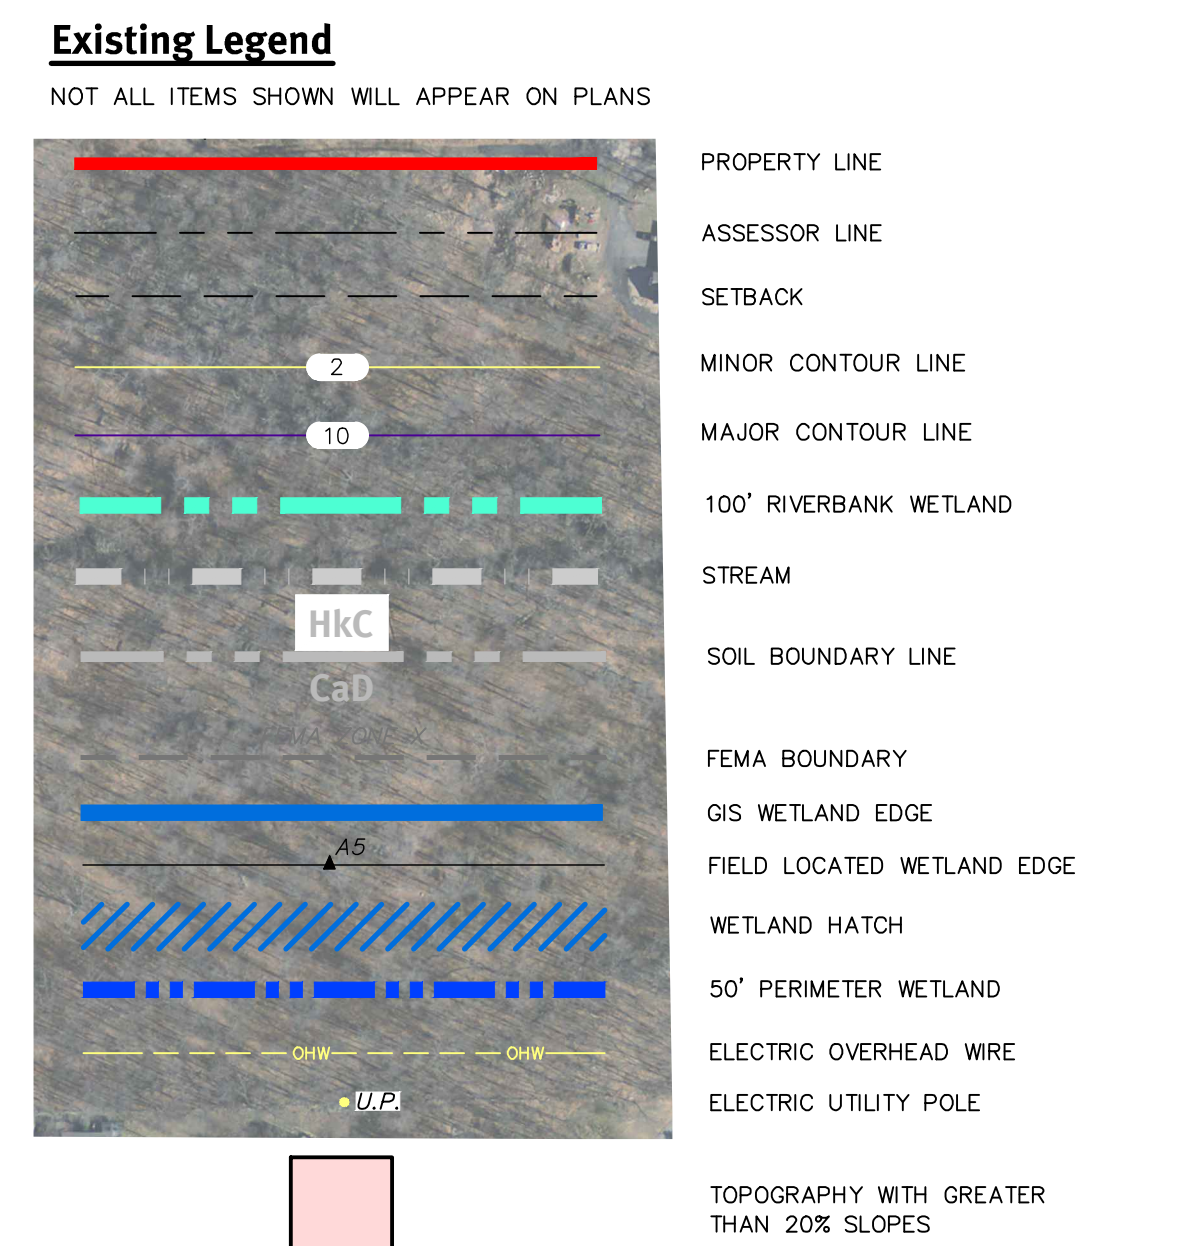 Existing Legend
NOT ALL ITEMS SHOWN WILL APPEAR ON PLANS
PROPERTY LINE
ASSESSOR LINE
SETBACK
2 MINOR CONTOUR LINE
10 MAJOR CONTOUR LINE
100' RIVERBANK WETLAND
STREAM
HkC
SOIL BOUNDARY LINE
CaD
FEMA ZONE X
FEMA BOUNDARY
GIS WETLAND EDGE
A5
FIELD LOCATED WETLAND EDGE
WETLAND HATCH
50' PERIMETER WETLAND
OHW OHW ELECTRIC OVERHEAD WIRE
U.P. ELECTRIC UTILITY POLE
TOPOGRAPHY WITH GREATER
THAN 20% SLOPES